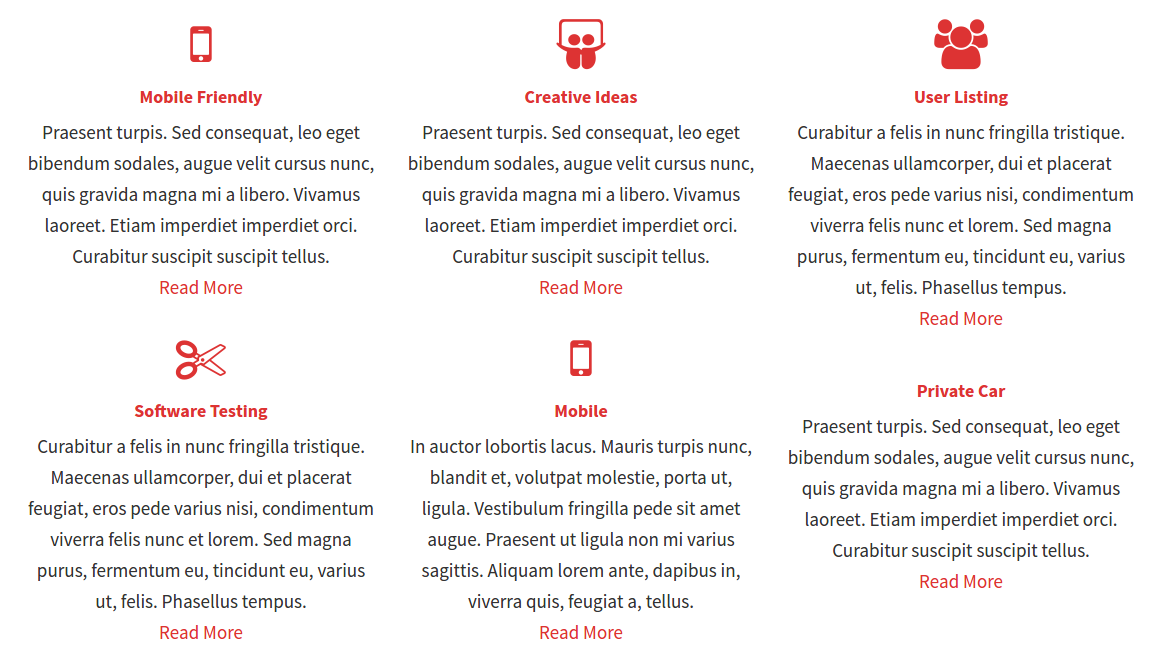 Mobile Friendly
Praesent turpis. Sed consequat, leo eget
bibendum sodales, augue velit cursus nunc,
quis gravida magna mi a libero. Vivamus
laoreet. Etiam imperdiet imperdiet orci.
Curabitur suscipit suscipit tellus.
Read More
Creative Ideas
Praesent turpis. Sed consequat, leo eget
bibendum sodales, augue velit cursus nunc,
quis gravida magna mi a libero. Vivamus
laoreet. Etiam imperdiet imperdiet orci.
Curabitur suscipit suscipit tellus.
Read More
User Listing
Curabitur a felis in nunc fringilla tristique.
Maecenas ullamcorper, dui et placerat
feugiat, eros pede varius nisi, condimentum
viverra felis nunc et lorem. Sed magna
purus, fermentum eu, tincidunt eu, varius
ut, felis. Phasellus tempus.
Read More
Software Testing
Curabitur a felis in nunc fringilla tristique.
Maecenas ullamcorper, dui et placerat
feugiat, eros pede varius nisi, condimentum
viverra felis nunc et lorem. Sed magna
purus, fermentum eu, tincidunt eu, varius
ut, felis. Phasellus tempus.
Read More
Mobile
In auctor lobortis lacus. Mauris turpis nunc,
blandit et, volutpat molestie, porta ut,
ligula. Vestibulum fringilla pede sit amet
augue. Praesent ut ligula non mi varius
sagittis. Aliquam lorem ante, dapibus in,
viverra quis, feugiat a, tellus.
Read More
Private Car
Praesent turpis. Sed consequat, leo eget
bibendum sodales, augue velit cursus nunc,
quis gravida magna mi a libero. Vivamus
laoreet. Etiam imperdiet imperdiet orci.
Curabitur suscipit suscipit tellus.
Read More